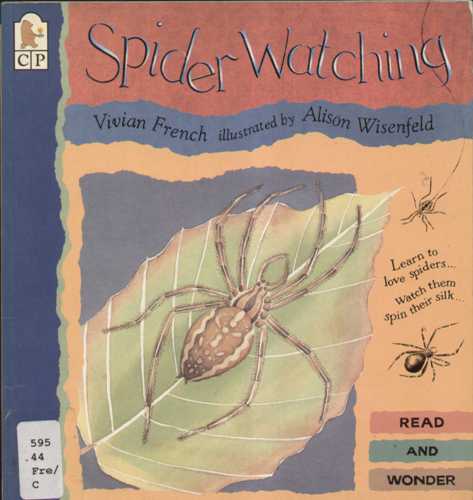 CP
Spider Watching
Vivian French illustrated by Alison Wisenfeld
Learn to
love spiders...
Watch them
spin their silk...
READ
AND
WONDER
595
.44
Fre/
C